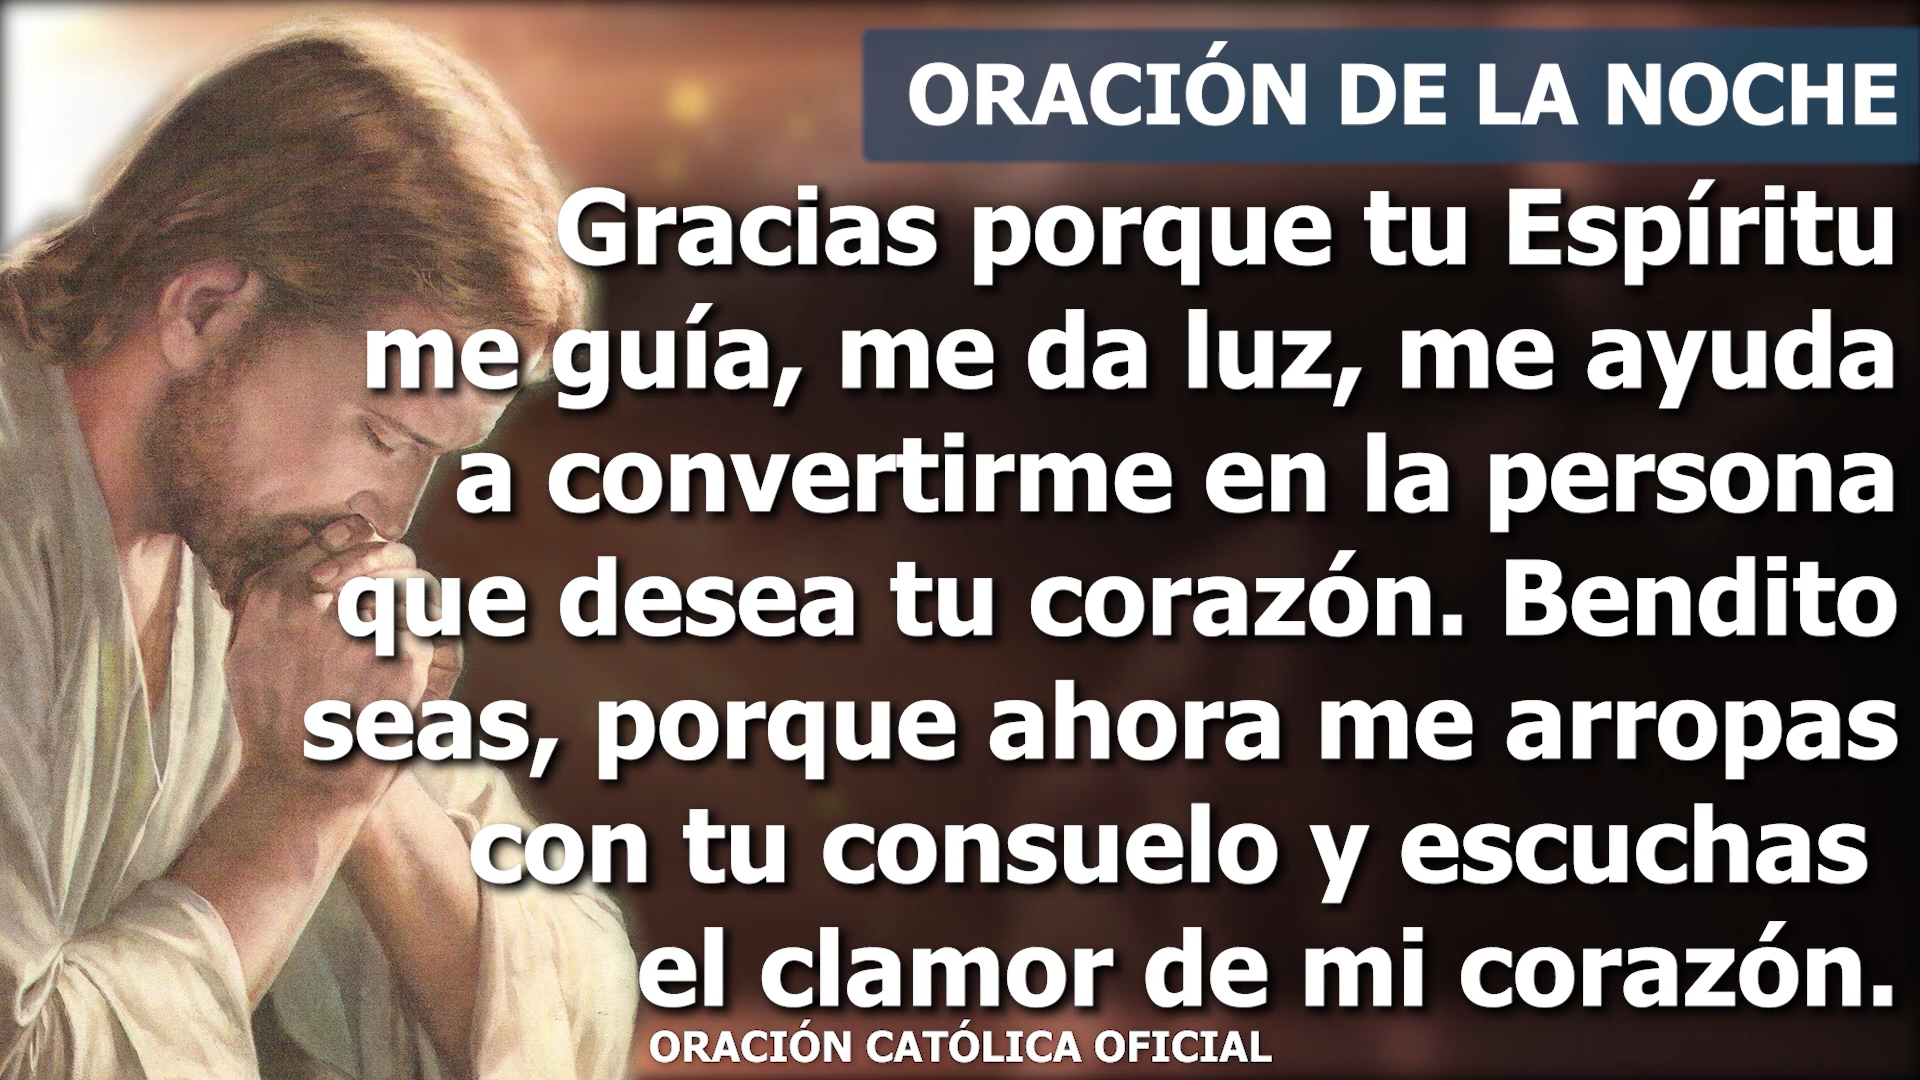 ORACIÓN DE LA NOCHE
Gracias porque tu Espíritu
me guía, me da luz, me ayuda
a convertirme en la persona
que desea tu corazón. Bendito
seas, porque ahora me arropas
con tu consuelo y escuchas
el clamor de mi corazón.
ORACIÓN CATÓLICA OFICIAL